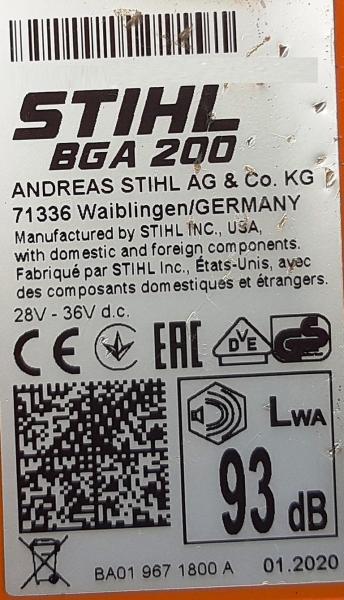 STIHL
BGA 200
ANDREAS STIHL AG & Co. KG
71336 Waiblingen/GERMANY
Manufactured by STIHL INC., USA,
with domestic and foreign components.
Fabriqué par STIHL Inc., États-Unis, avec
des composants domestiques et étrangers.
28V - 36V d.c.
CE EAC DVE GS
LWA
93 dB
BA01 967 1800 A 01.2020